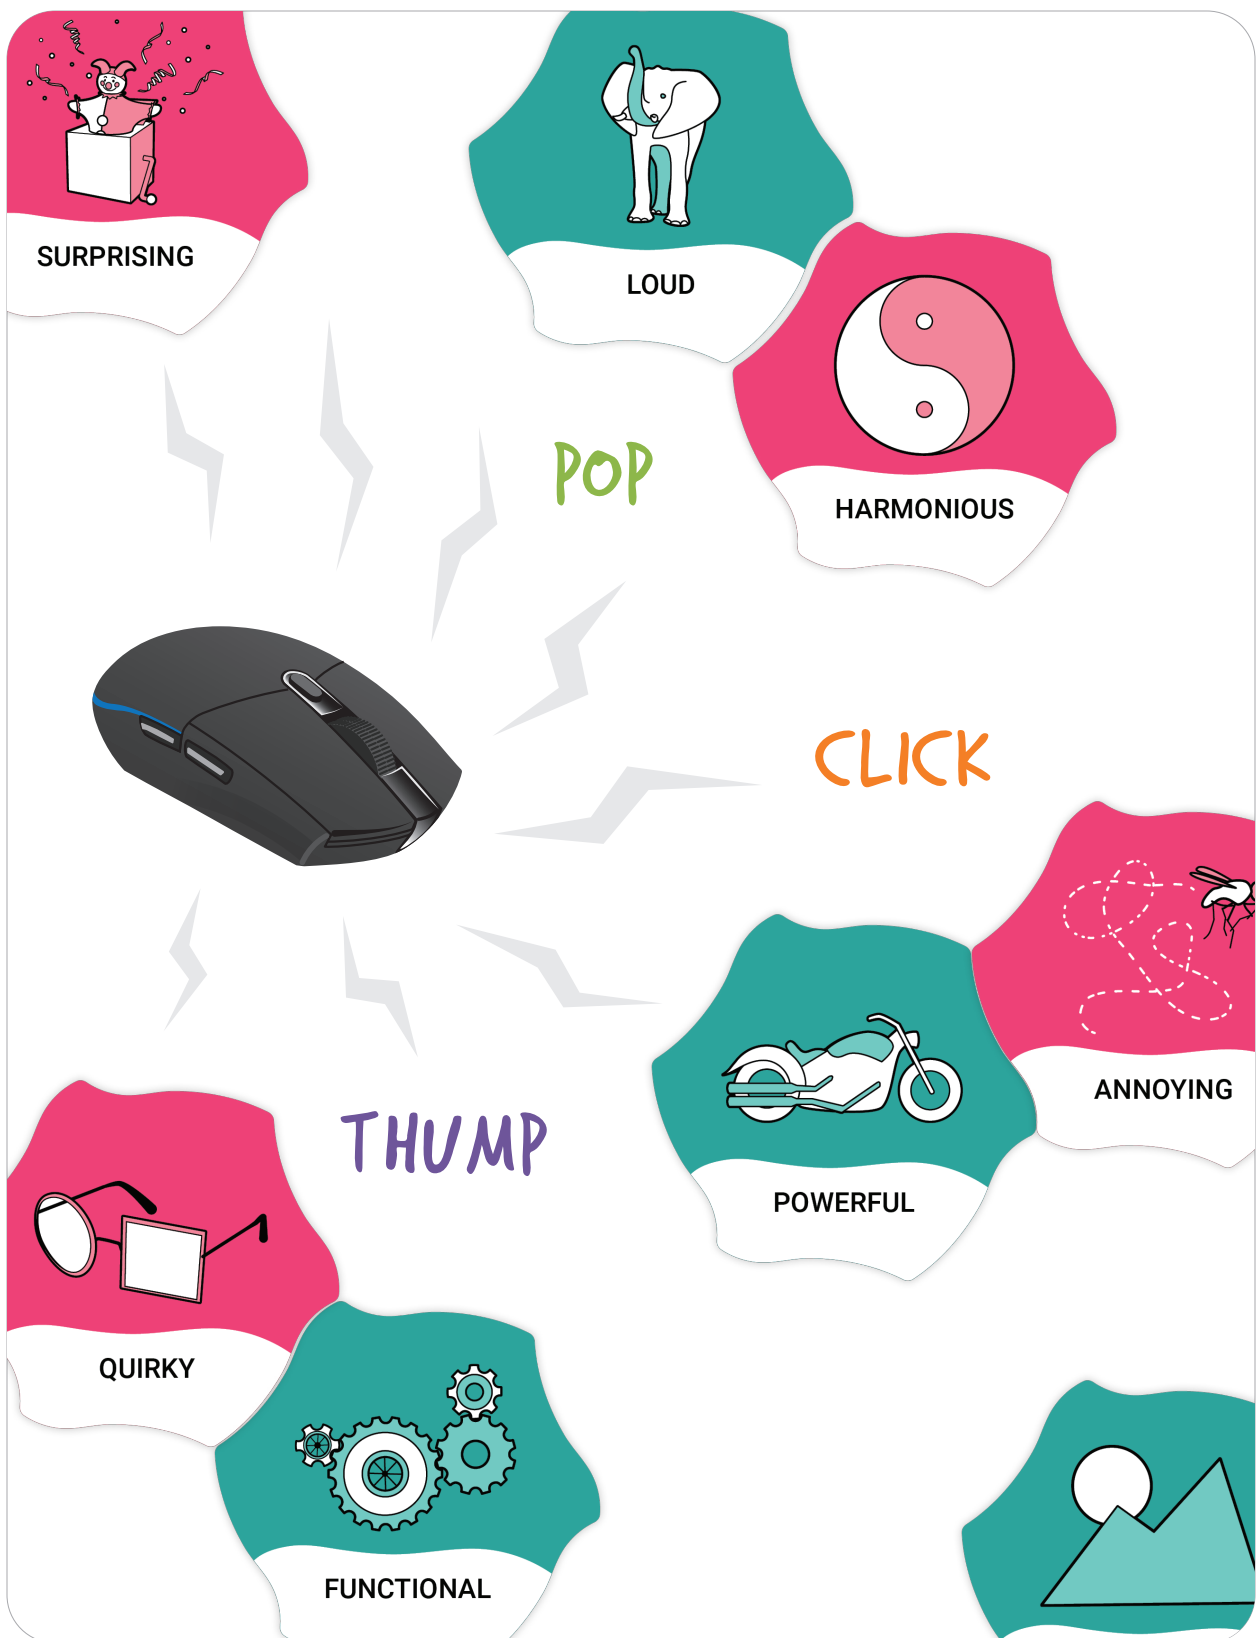 SURPRISING
LOUD
HARMONIOUS
POP
CLICK
ANNOYING
POWERFUL
THUMP
QUIRKY
FUNCTIONAL